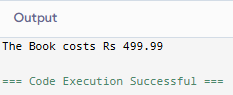 Output
The Book costs Rs 499.99
=== Code Execution Successful ===